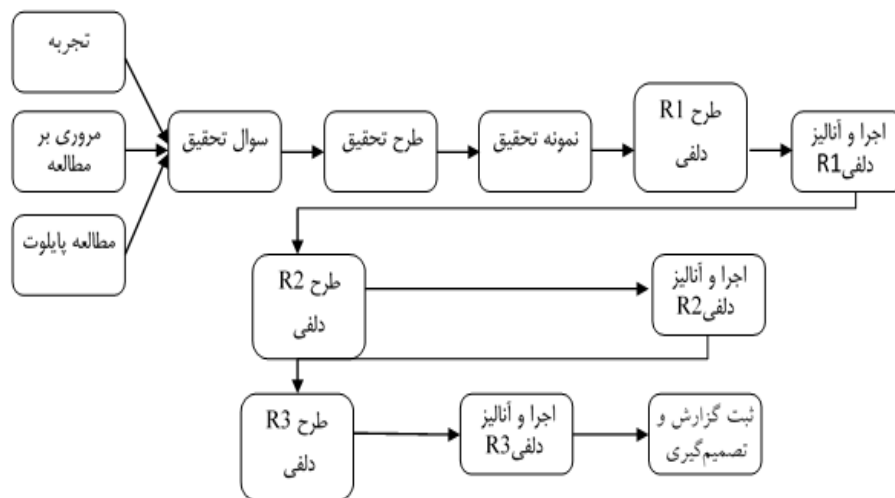 تجربه
مروری بر
مطالعه
مطالعه پایلوت
سوال تحقیق
طرح تحقیق
نمونه تحقیق
طرح R1
دلفی
اجرا و آنالیز
دلفیR1
طرح R2
دلفی
اجرا و آنالیز
دلفیR2
طرح R3
دلفی
اجرا و آنالیز
دلفیR3
ثبت گزارش و
تصمیم‌گیری